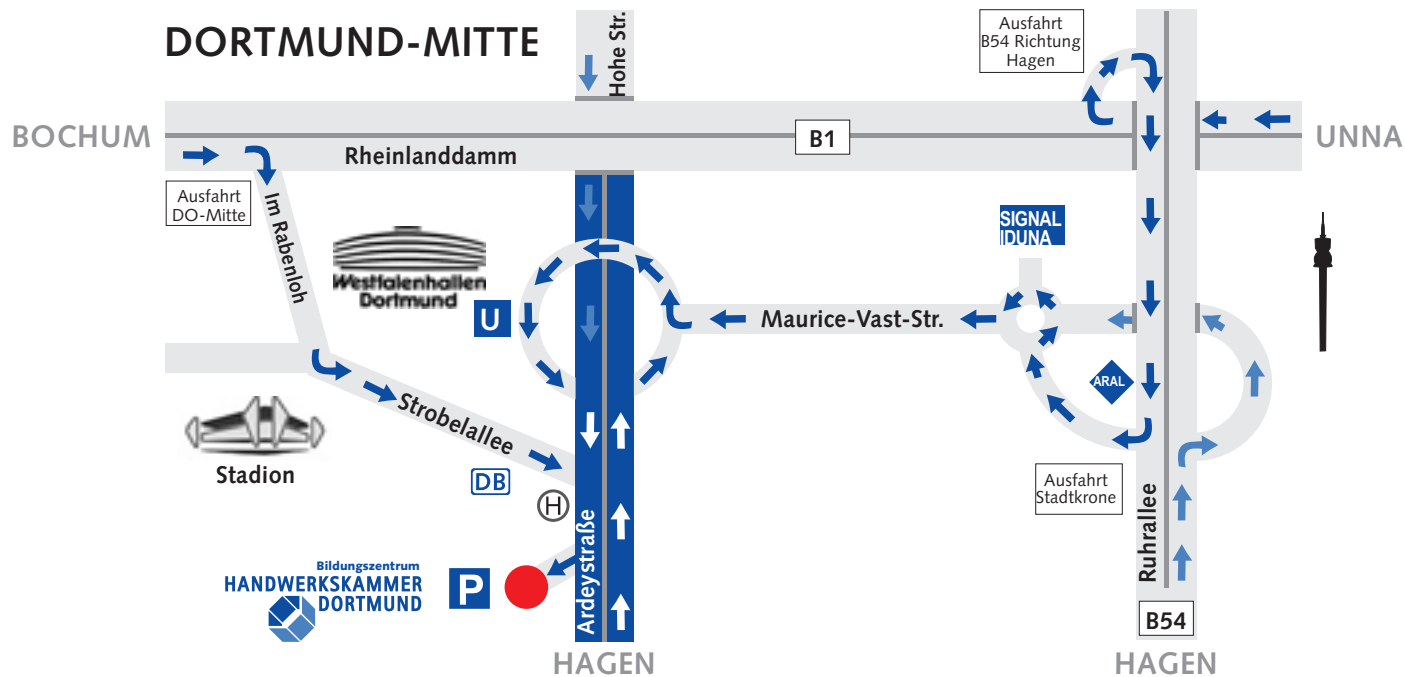 DORTMUND-MITTE
Hohe Str.
Ausfahrt
B54 Richtung
Hagen
BOCHUM
B1
UNNA
Rheinlanddamm
Ausfahrt
DO-Mitte
Im Rabenloh
SIGNAL
IDUNA
Westfalenhallen
Dortmund
U
Maurice-Vast-Str.
ARAL
Strobelallee
Stadion
DB
H
Ausfahrt
Stadtkrone
Ardeystraße
Ruhrallee
Bildungszentrum
HANDWERKSKAMMER
DORTMUND
P
B54
HAGEN
HAGEN